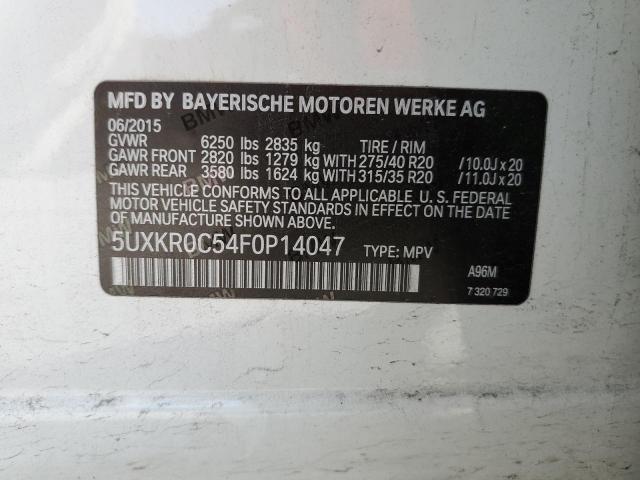 MFD BY BAYERISCHE MOTOREN WERKE AG
06/2015
GVWR 6250 lbs 2835 kg TIRE / RIM
GAWR FRONT 2820 lbs 1279 kg WITH 275/40 R20 /10.0J x 20
GAWR REAR 3580 lbs 1624 kg WITH 315/35 R20 /11.0J x 20
THIS VEHICLE CONFORMS TO ALL APPLICABLE U. S. FEDERAL
MOTOR VEHICLE SAFETY STANDARDS IN EFFECT ON THE DATE OF
MANUFACTURE SHOWN ABOVE.
5UXKR0C54F0P14047 TYPE: MPV
A96M
7 320 729